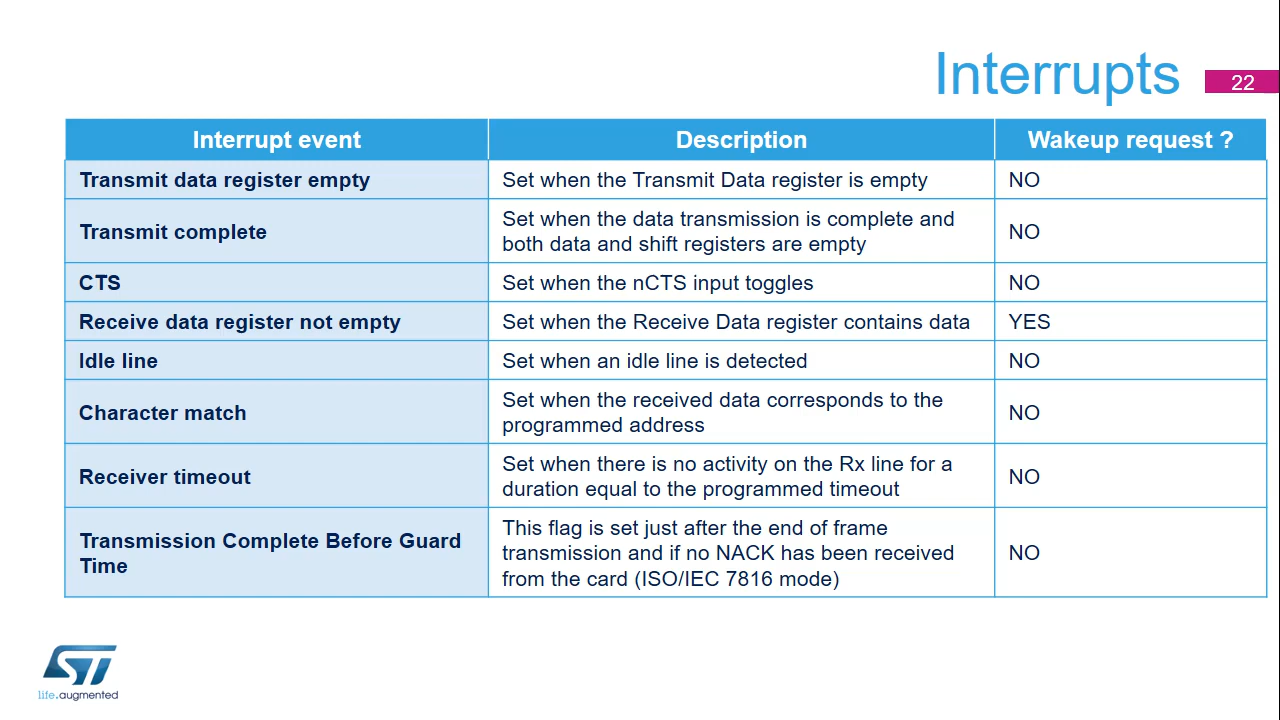 Interrupts
22
Interrupt event
Description
Wakeup request ?
Transmit data register empty
Set when the Transmit Data register is empty
NO
Transmit complete
Set when the data transmission is complete and
both data and shift registers are empty
NO
CTS
Set when the nCTS input toggles
NO
Receive data register not empty
Set when the Receive Data register contains data
YES
Idle line
Set when an idle line is detected
NO
Character match
Set when the received data corresponds to the
programmed address
NO
Receiver timeout
Set when there is no activity on the Rx line for a
duration equal to the programmed timeout
NO
Transmission Complete Before Guard
Time
This flag is set just after the end of frame
transmission and if no NACK has been received
from the card (ISO/IEC 7816 mode)
NO
ST
life.augmented